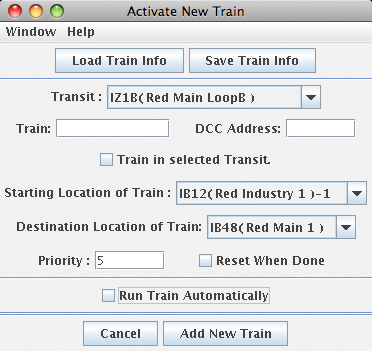 Activate New Train
Window Help
Load Train Info Save Train Info
Transit : IZ1B( Red Main LoopB )
Train: DCC Address:
Train in selected Transit.
Starting Location of Train : IB12( Red Industry 1 )-1
Destination Location of Train: IB48( Red Main 1 )
Priority : 5 Reset When Done
Run Train Automatically
Cancel Add New Train